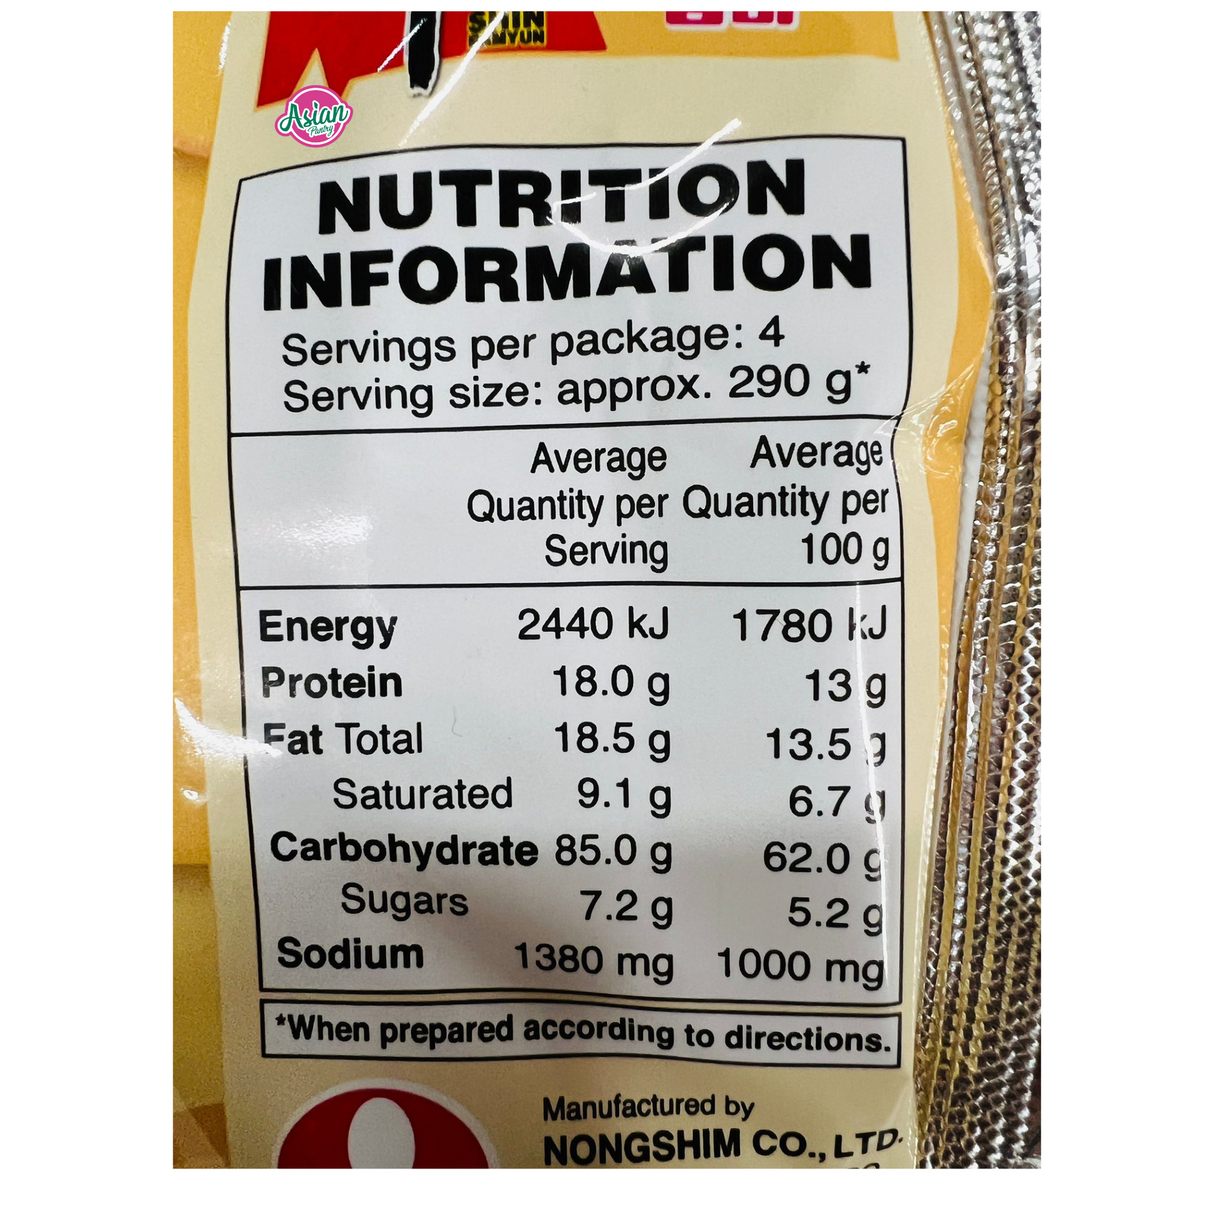 SHIN
RAMYUN
Asian
Pantry
NUTRITION
INFORMATION
Servings per package: 4
Serving size: approx. 290 g*
Average Average
Quantity per Quantity per
Serving 100 g
Energy 2440 kJ 1780 kJ
Protein 18.0 g 13 g
Fat Total 18.5 g 13.5 g
Saturated 9.1 g 6.7 g
Carbohydrate 85.0 g 62.0 g
Sugars 7.2 g 5.2 g
Sodium 1380 mg 1000 mg
*When prepared according to directions.
Manufactured by
NONGSHIM CO., LTD.